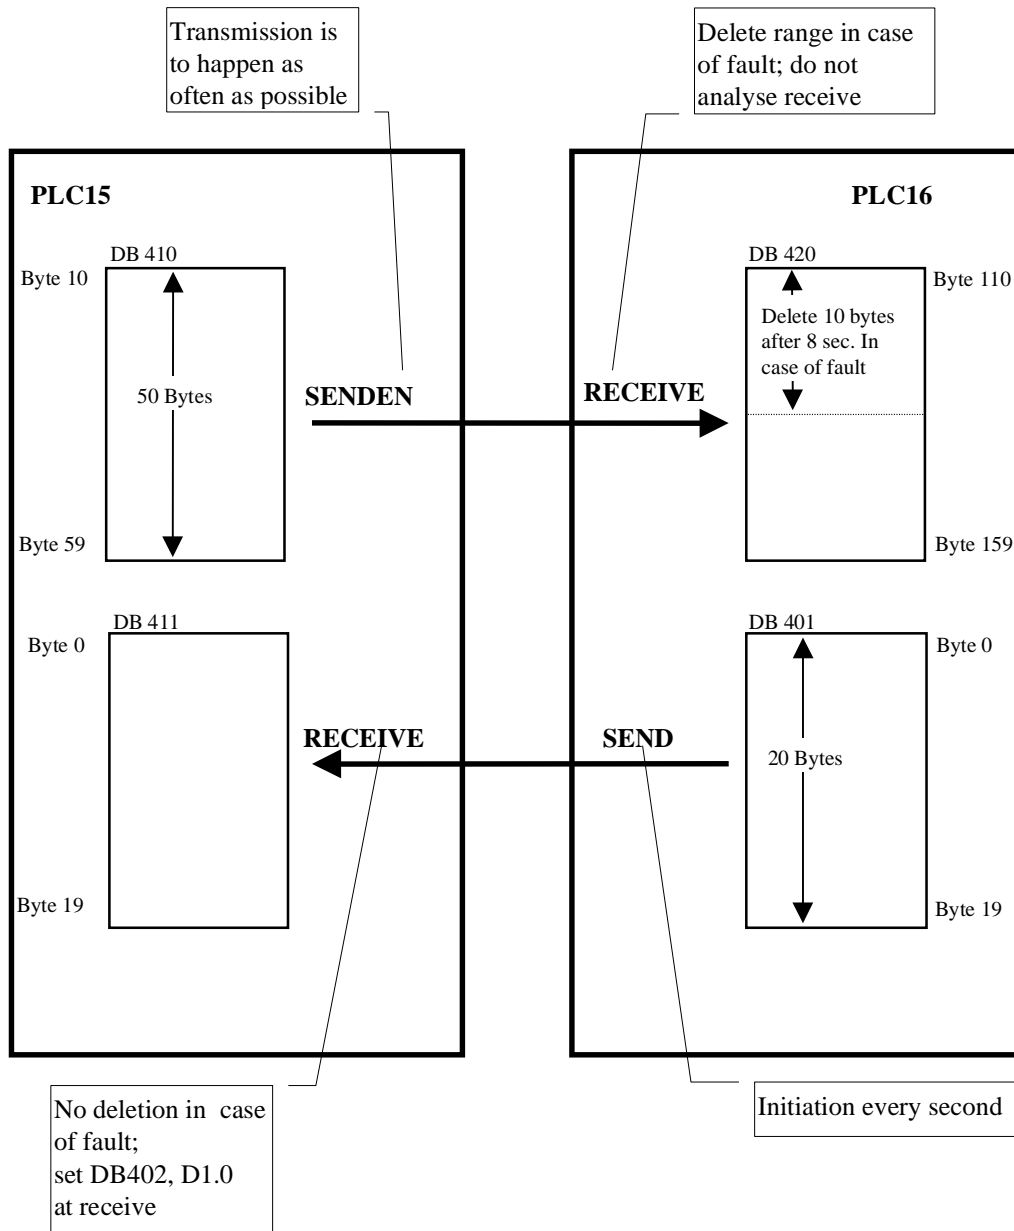 Transmission is
to happen as
often as possible
Delete range in case
of fault; do not
analyse receive
PLC15
PLC16
DB 410
Byte 10
50 Bytes
Byte 59
SENDEN
RECEIVE
DB 420
Byte 110
Delete 10 bytes
after 8 sec. In
case of fault
Byte 159
DB 411
Byte 0
Byte 19
RECEIVE
SEND
DB 401
Byte 0
20 Bytes
Byte 19
No deletion in case
of fault;
set DB402, D1.0
at receive
Initiation every second